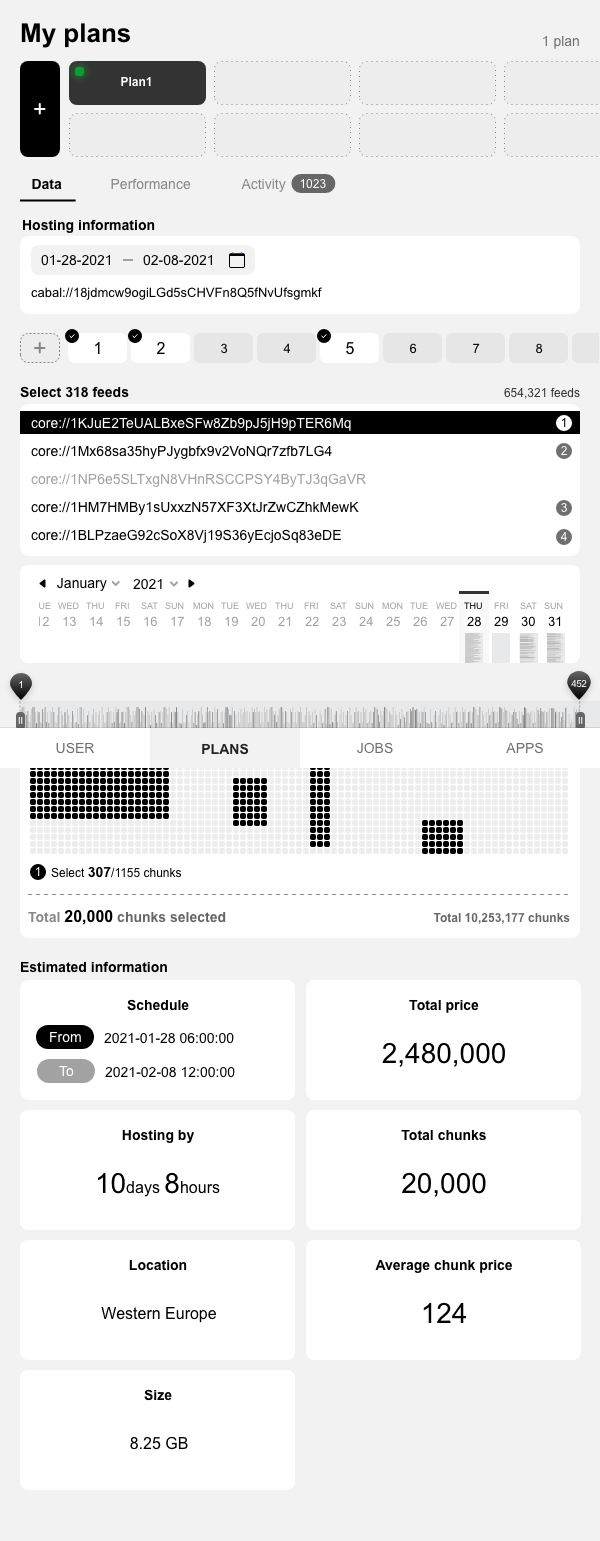 My plans
1 plan
+
Plan1
Data
Performance
Activity 1023
Hosting information
01-28-2021 — 02-08-2021
cabal://18jdmcw9ogiLGd5sCHVFn8Q5fNvUfsgmkf
+ 1 2 3 4 5 6 7 8
Select 318 feeds
654,321 feeds
core://1KJuE2TeUALBxeSFw8Zb9pJ5jH9pTER6Mq 1
core://1Mx68sa35hyPJygbfx9v2VoNQr7zfb7LG4 2
core://1NP6e5SLTxgN8VHnRSCCPSY4ByTJ3qGaVR
core://1HM7HMBy1sUxxzN57XF3XtJrZwCZhkMewK 3
core://1BLPzaeG92cSoX8Vj19S36yEcjoSq83eDE 4
January 2021
UE WED THU FRI SAT SUN MON TUE WED THU FRI SAT SUN MON TUE WED THU FRI SAT SUN
12 13 14 15 16 17 18 19 20 21 22 23 24 25 26 27 28 29 30 31
1
452
USER PLANS JOBS APPS
1 Select 307/1155 chunks
Total 20,000 chunks selected
Total 10,253,177 chunks
Estimated information
Schedule
From 2021-01-28 06:00:00
To 2021-02-08 12:00:00
Total price
2,480,000
Hosting by
10days 8hours
Total chunks
20,000
Location
Western Europe
Average chunk price
124
Size
8.25 GB